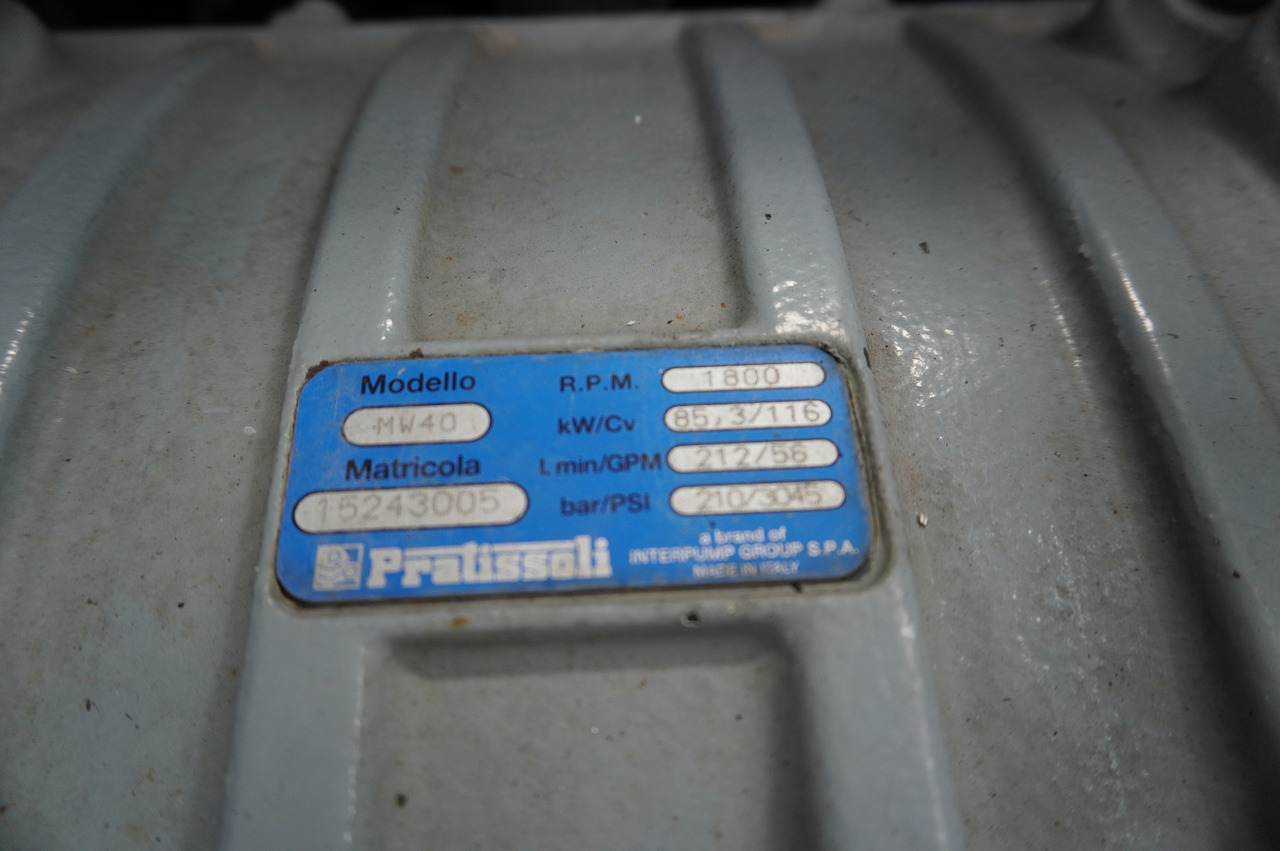 Modello
MW40
Matricola
15243005
R.P.M. 1800
kW/Cv 85,3/116
L min/GPM 212/56
bar/PSI 210/3045
Pratissoli
a brand of
INTERPUMP GROUP S.P.A.
MADE IN ITALY